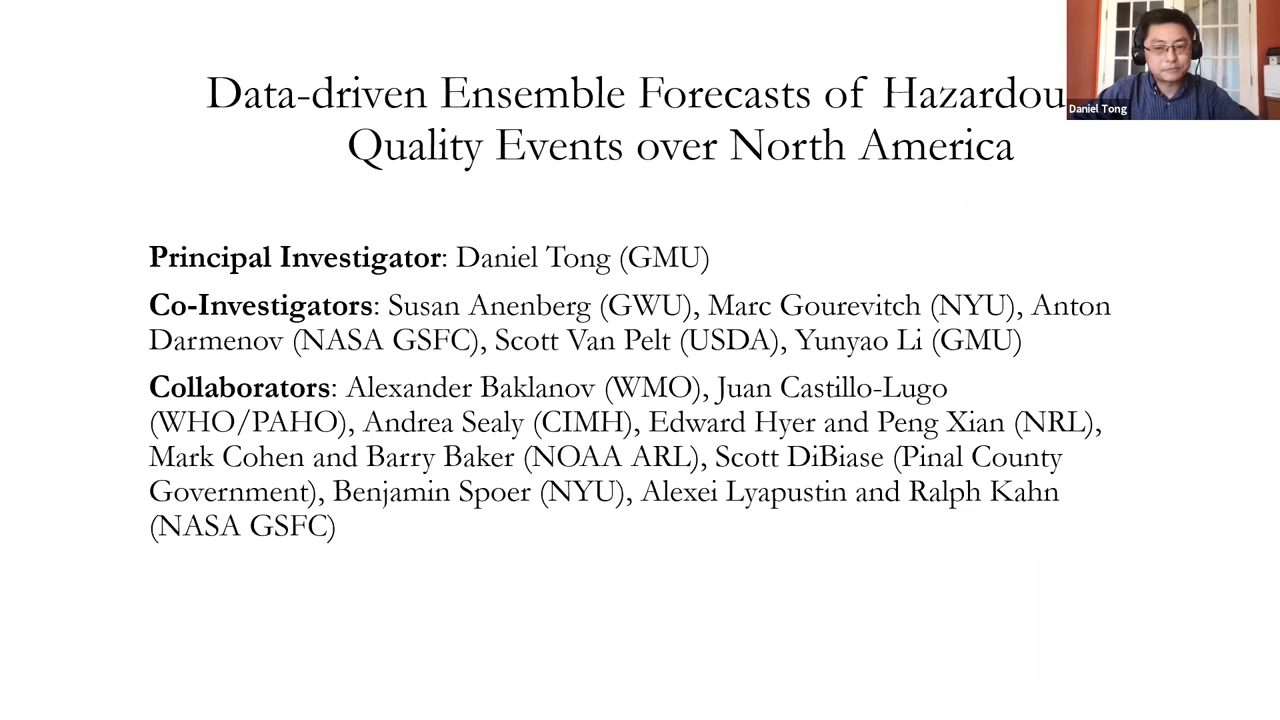 Data-driven Ensemble Forecasts of Hazardou
Quality Events over North America
Daniel Tong
Principal Investigator: Daniel Tong (GMU)
Co-Investigators: Susan Anenberg (GWU), Marc Gourevitch (NYU), Anton
Darmenov (NASA GSFC), Scott Van Pelt (USDA), Yunyao Li (GMU)
Collaborators: Alexander Baklanov (WMO), Juan Castillo-Lugo
(WHO/PAHO), Andrea Sealy (CIMH), Edward Hyer and Peng Xian (NRL),
Mark Cohen and Barry Baker (NOAA ARL), Scott DiBiase (Pinal County
Government), Benjamin Spoer (NYU), Alexei Lyapustin and Ralph Kahn
(NASA GSFC)